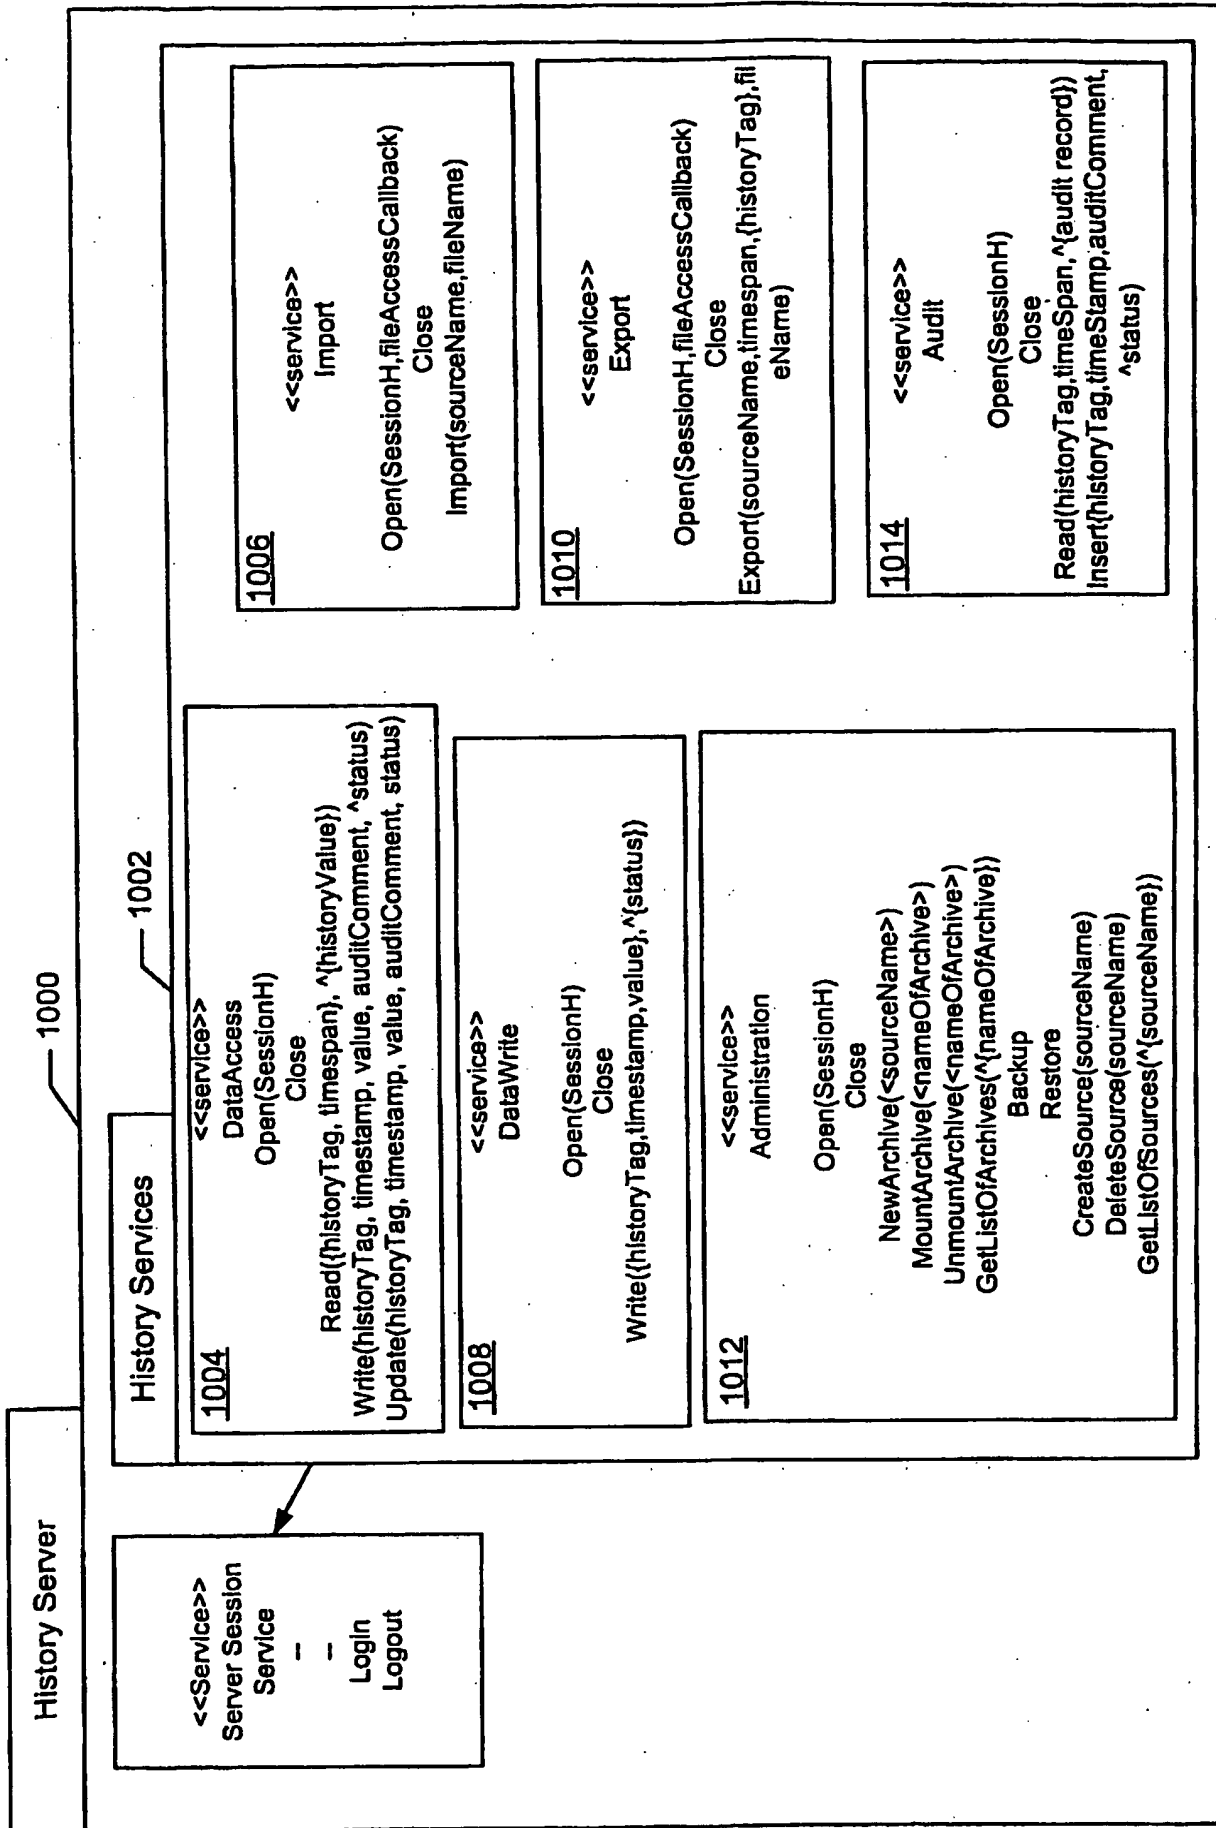 History Server
1000
<<Service>>
Server Session
Service
--
--
Login
Logout
History Services
1002
1004
<<service>>
DataAccess
Open(SessionH)
Close
Read({historyTag, timespan}, ^{historyValue})
Write(historyTag, timestamp, value, auditComment, ^status)
Update(historyTag, timestamp, value, auditComment, status)
1006
<<service>>
Import
Open(SessionH,fileAccessCallback)
Close
Import(sourceName,fileName)
1008
<<service>>
DataWrite
Open(SessionH)
Close
Write({historyTag,timestamp,value},^{status})
1010
<<service>>
Export
Open(SessionH,fileAccessCallback)
Close
Export(sourceName,timespan,{historyTag},fil
eName)
1012
<<service>>
Administration
Open(SessionH)
Close
NewArchive(<sourceName>)
MountArchive(<nameOfArchive>)
UnmountArchive(<nameOfArchive>)
GetListOfArchives(^{nameOfArchive})
Backup
Restore
CreateSource(sourceName)
DeleteSource(sourceName)
GetListOfSources(^{sourceName})
1014
<<service>>
Audit
Open(SessionH)
Close
Read(historyTag,timeSpan,^{audit record})
Insert(historyTag,timeStamp,auditComment,
^status)